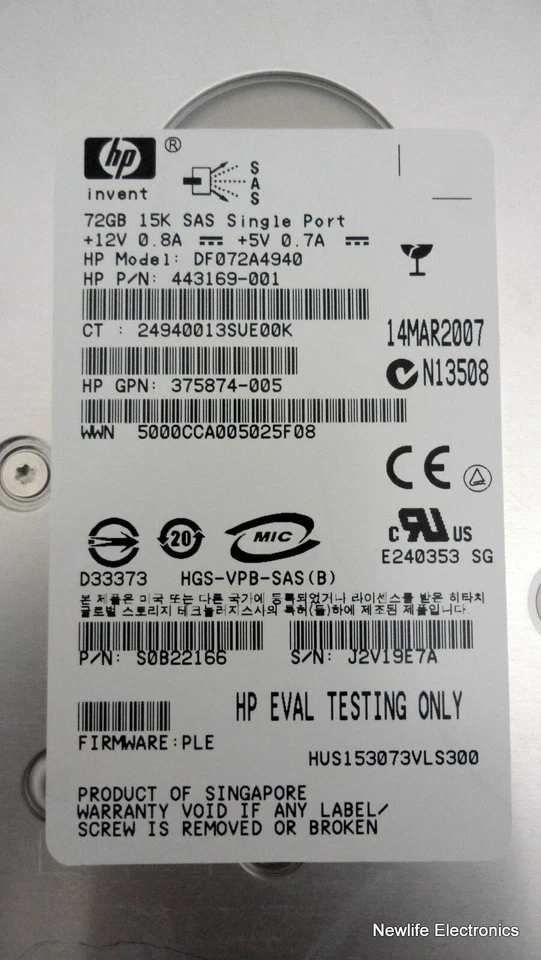 hp ®
invent
SAS
72GB 15K SAS Single Port
+12V 0.8A +5V 0.7A
HP Model: DF072A4940
HP P/N: 443169-001
CT : 24940013SUE00K
14MAR2007
N13508
HP GPN: 375874-005
WWN 5000CCA005025F08
CE
c RU US
E240353 SG
20
MIC
D33373 HGS-VPB-SAS(B)
본 제품은 미국 또는 다른 국가에 등록되었거나 라이센스를 받은 히타치
글로벌 스토리지 테크놀러지스사의 특허(들)하에 제조된 제품입니다.
P/N: S0B22166 S/N: J2V19E7A
HP EVAL TESTING ONLY
FIRMWARE:PLE
HUS153073VLS300
PRODUCT OF SINGAPORE
WARRANTY VOID IF ANY LABEL/
SCREW IS REMOVED OR BROKEN
Newlife Electronics